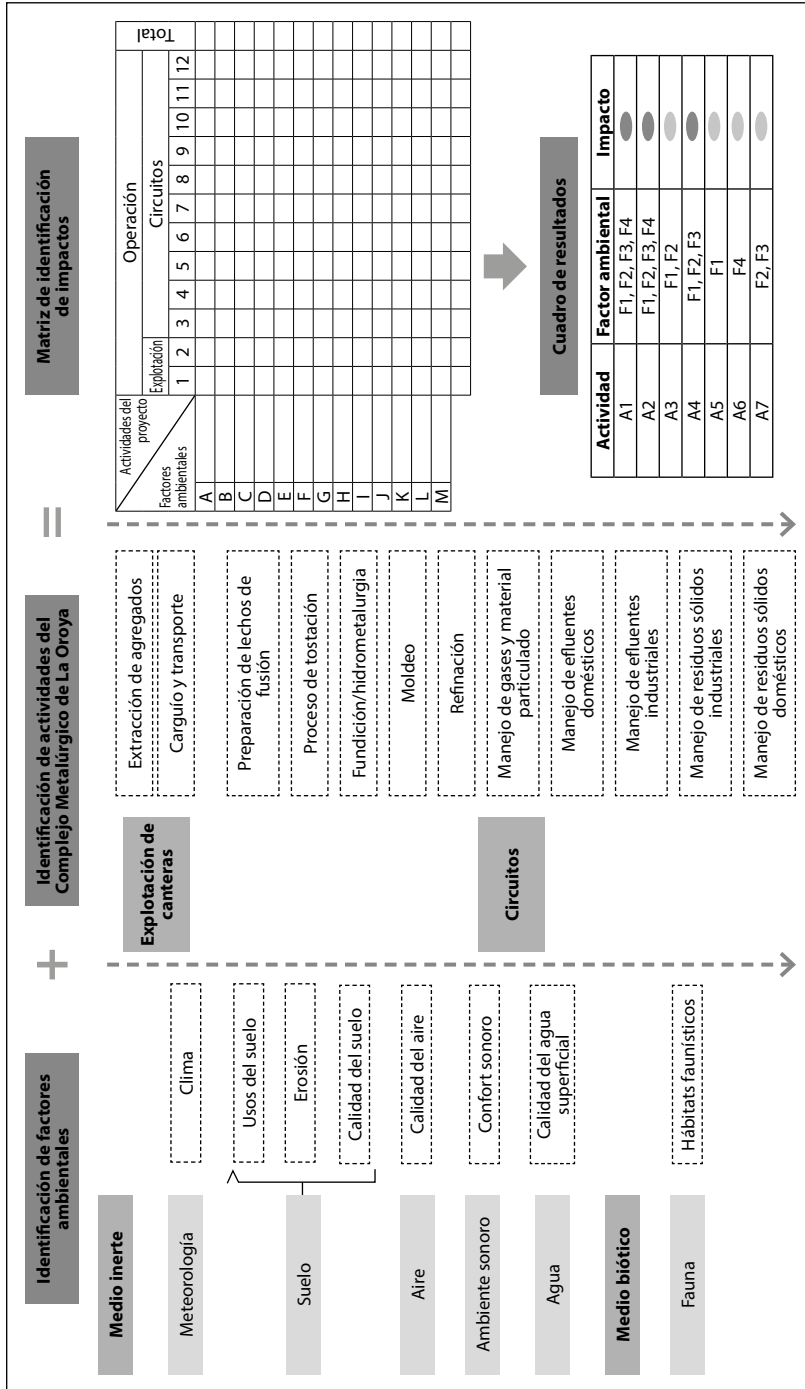 Identificación de factores
ambientales
Medio inerte
Meteorología
Clima
Suelo
Usos del suelo
Erosión
Calidad del suelo
Aire
Calidad del aire
Ambiente sonoro
Confort sonoro
Agua
Calidad del agua
superficial
Medio biótico
Fauna
Hábitats faunísticos
+
Identificación de actividades del
Complejo Metalúrgico de La Oroya
Explotación de
canteras
Extracción de agregados
Carguío y transporte
Circuitos
Preparación de lechos de
fusión
Proceso de tostación
Fundición/hidrometalurgia
Moldeo
Refinación
Manejo de gases y material
particulado
Manejo de efluentes
domésticos
Manejo de efluentes
industriales
Manejo de residuos sólidos
industriales
Manejo de residuos sólidos
domésticos
=
Matriz de identificación
de impactos
Actividades del
proyecto
Factores
ambientales
Operación
Total
Explotación
Circuitos
1 2 3 4 5 6 7 8 9 10 11 12
A
B
C
D
E
F
G
H
I
J
K
L
M
Cuadro de resultados
Actividad Factor ambiental Impacto
A1 F1, F2, F3, F4
A2 F1, F2, F3, F4
A3 F1, F2
A4 F1, F2, F3
A5 F1
A6 F4
A7 F2, F3